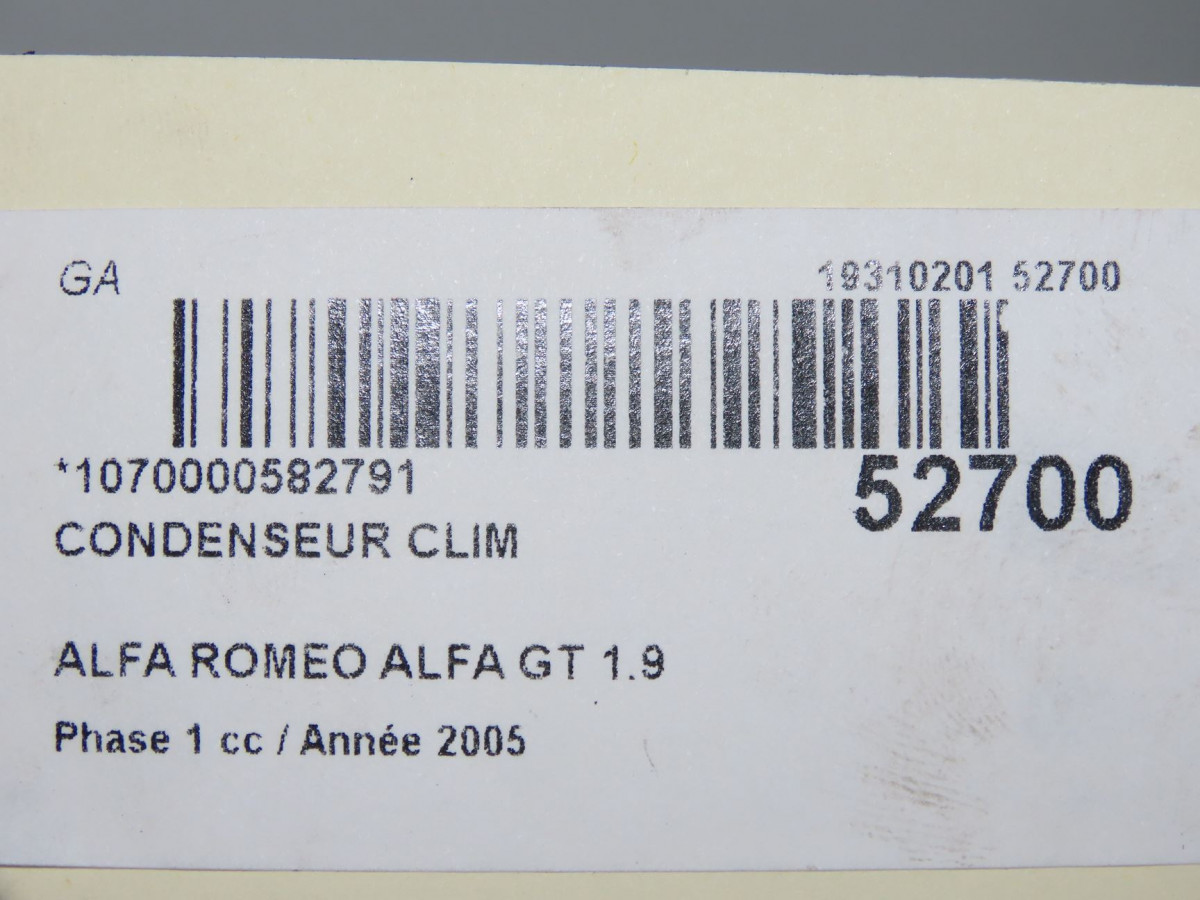 GA
19310201 52700
*1070000582791
52700
CONDENSEUR CLIM
ALFA ROMEO ALFA GT 1.9
Phase 1 cc / Année 2005